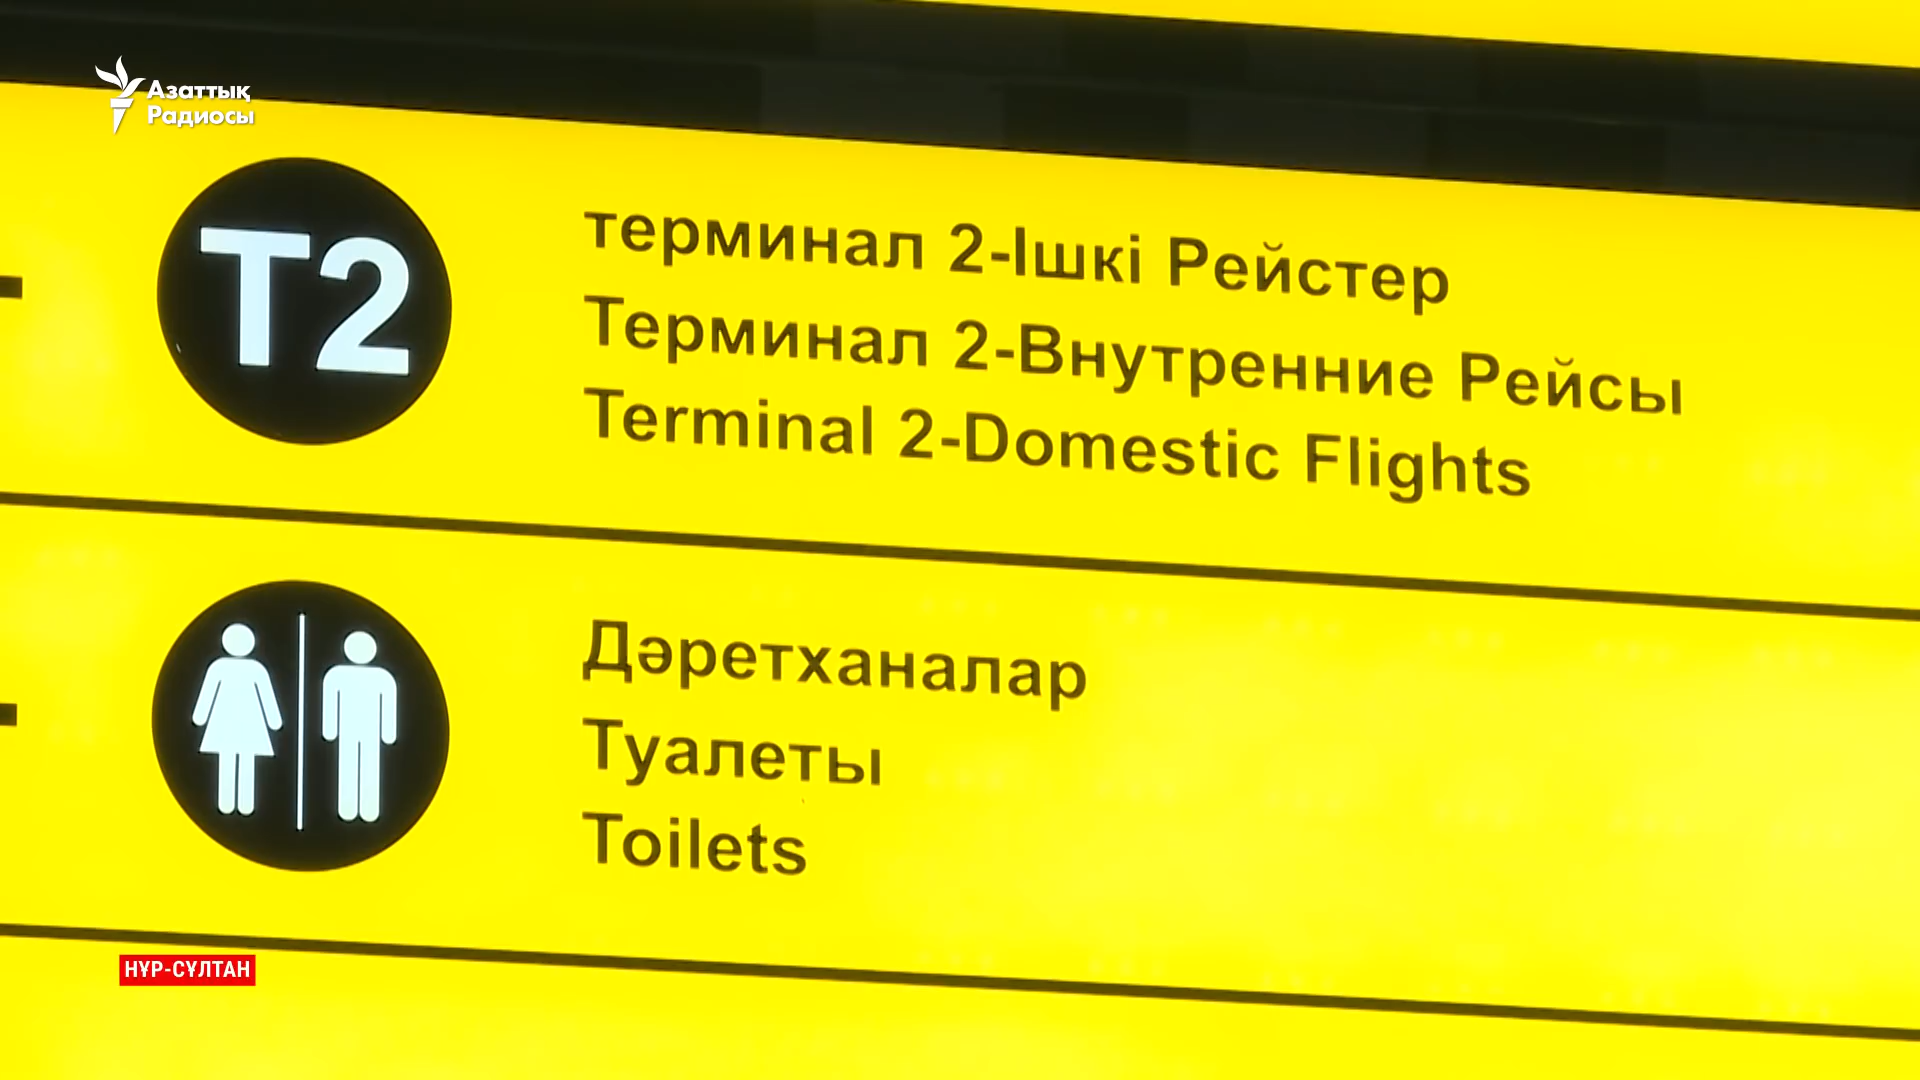 Азаттық
Радиосы
T2
терминал 2-Ішкі Рейстер
Терминал 2-Внутренние Рейсы
Terminal 2-Domestic Flights
Дәретханалар
Туалеты
Toilets
НҰР-СҰЛТАН